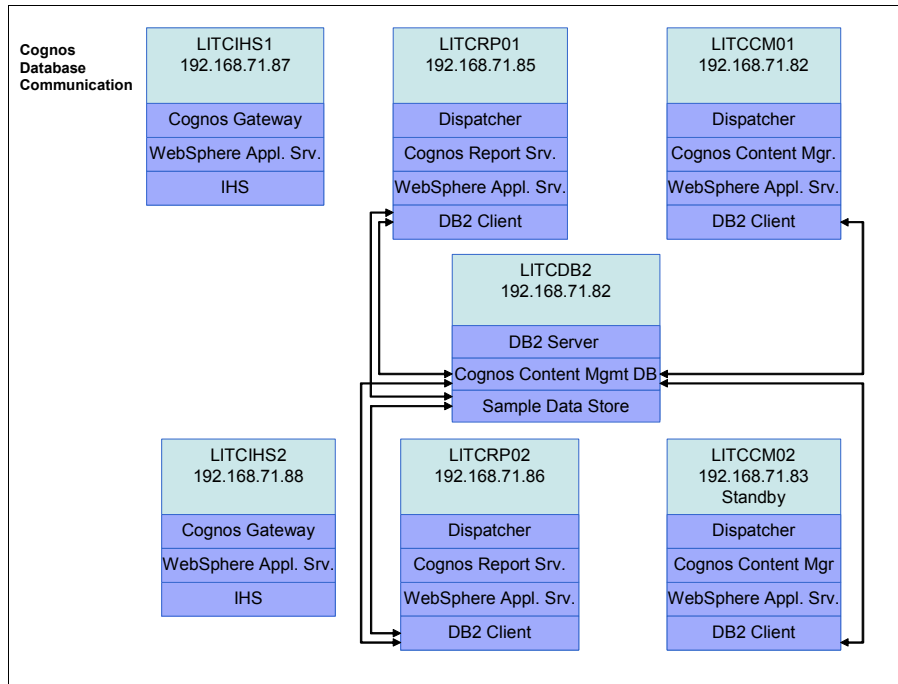 Cognos
Database
Communication
LITCIHS1
192.168.71.87
Cognos Gateway
WebSphere Appl. Srv.
IHS
LITCRP01
192.168.71.85
Dispatcher
Cognos Report Srv.
WebSphere Appl. Srv.
DB2 Client
LITCCM01
192.168.71.82
Dispatcher
Cognos Content Mgr.
WebSphere Appl. Srv.
DB2 Client
LITCDB2
192.168.71.82
DB2 Server
Cognos Content Mgmt DB
Sample Data Store
LITCIHS2
192.168.71.88
Cognos Gateway
WebSphere Appl. Srv.
IHS
LITCRP02
192.168.71.86
Dispatcher
Cognos Report Srv.
WebSphere Appl. Srv.
DB2 Client
LITCCM02
192.168.71.83
Standby
Dispatcher
Cognos Content Mgr
WebSphere Appl. Srv.
DB2 Client